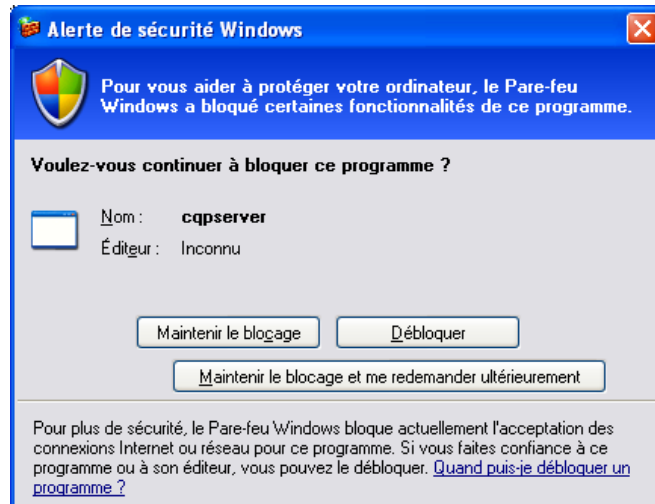 Alerte de sécurité Windows
Pour vous aider à protéger votre ordinateur, le Pare-feu
Windows a bloqué certaines fonctionnalités de ce programme.
Voulez-vous continuer à bloquer ce programme ?
Nom : cqpserver
Éditeur : Inconnu
Maintenir le blocage Débloquer
Maintenir le blocage et me redemander ultérieurement
Pour plus de sécurité, le Pare-feu Windows bloque actuellement l'acceptation des
connexions Internet ou réseau pour ce programme. Si vous faites confiance à ce
programme ou à son éditeur, vous pouvez le débloquer. Quand puis-je débloquer un
programme ?